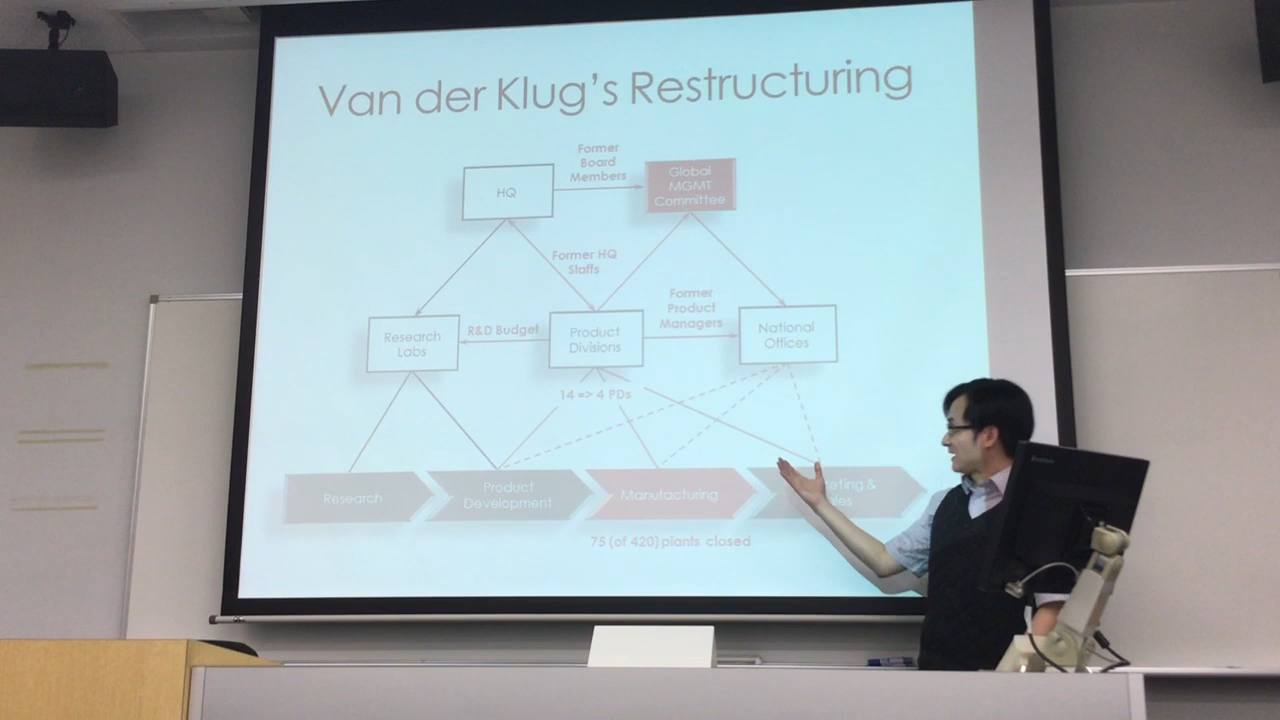 Van der Klug's Restructuring
Former
Board
Members
HQ
Global
MGMT
Committee
Former HQ
Staffs
Former
Product
Managers
R&D Budget
Research
Labs
Product
Divisions
National
Offices
14 => 4 PDs
Research
Product
Development
Manufacturing
&
75 (of 420) plants closed